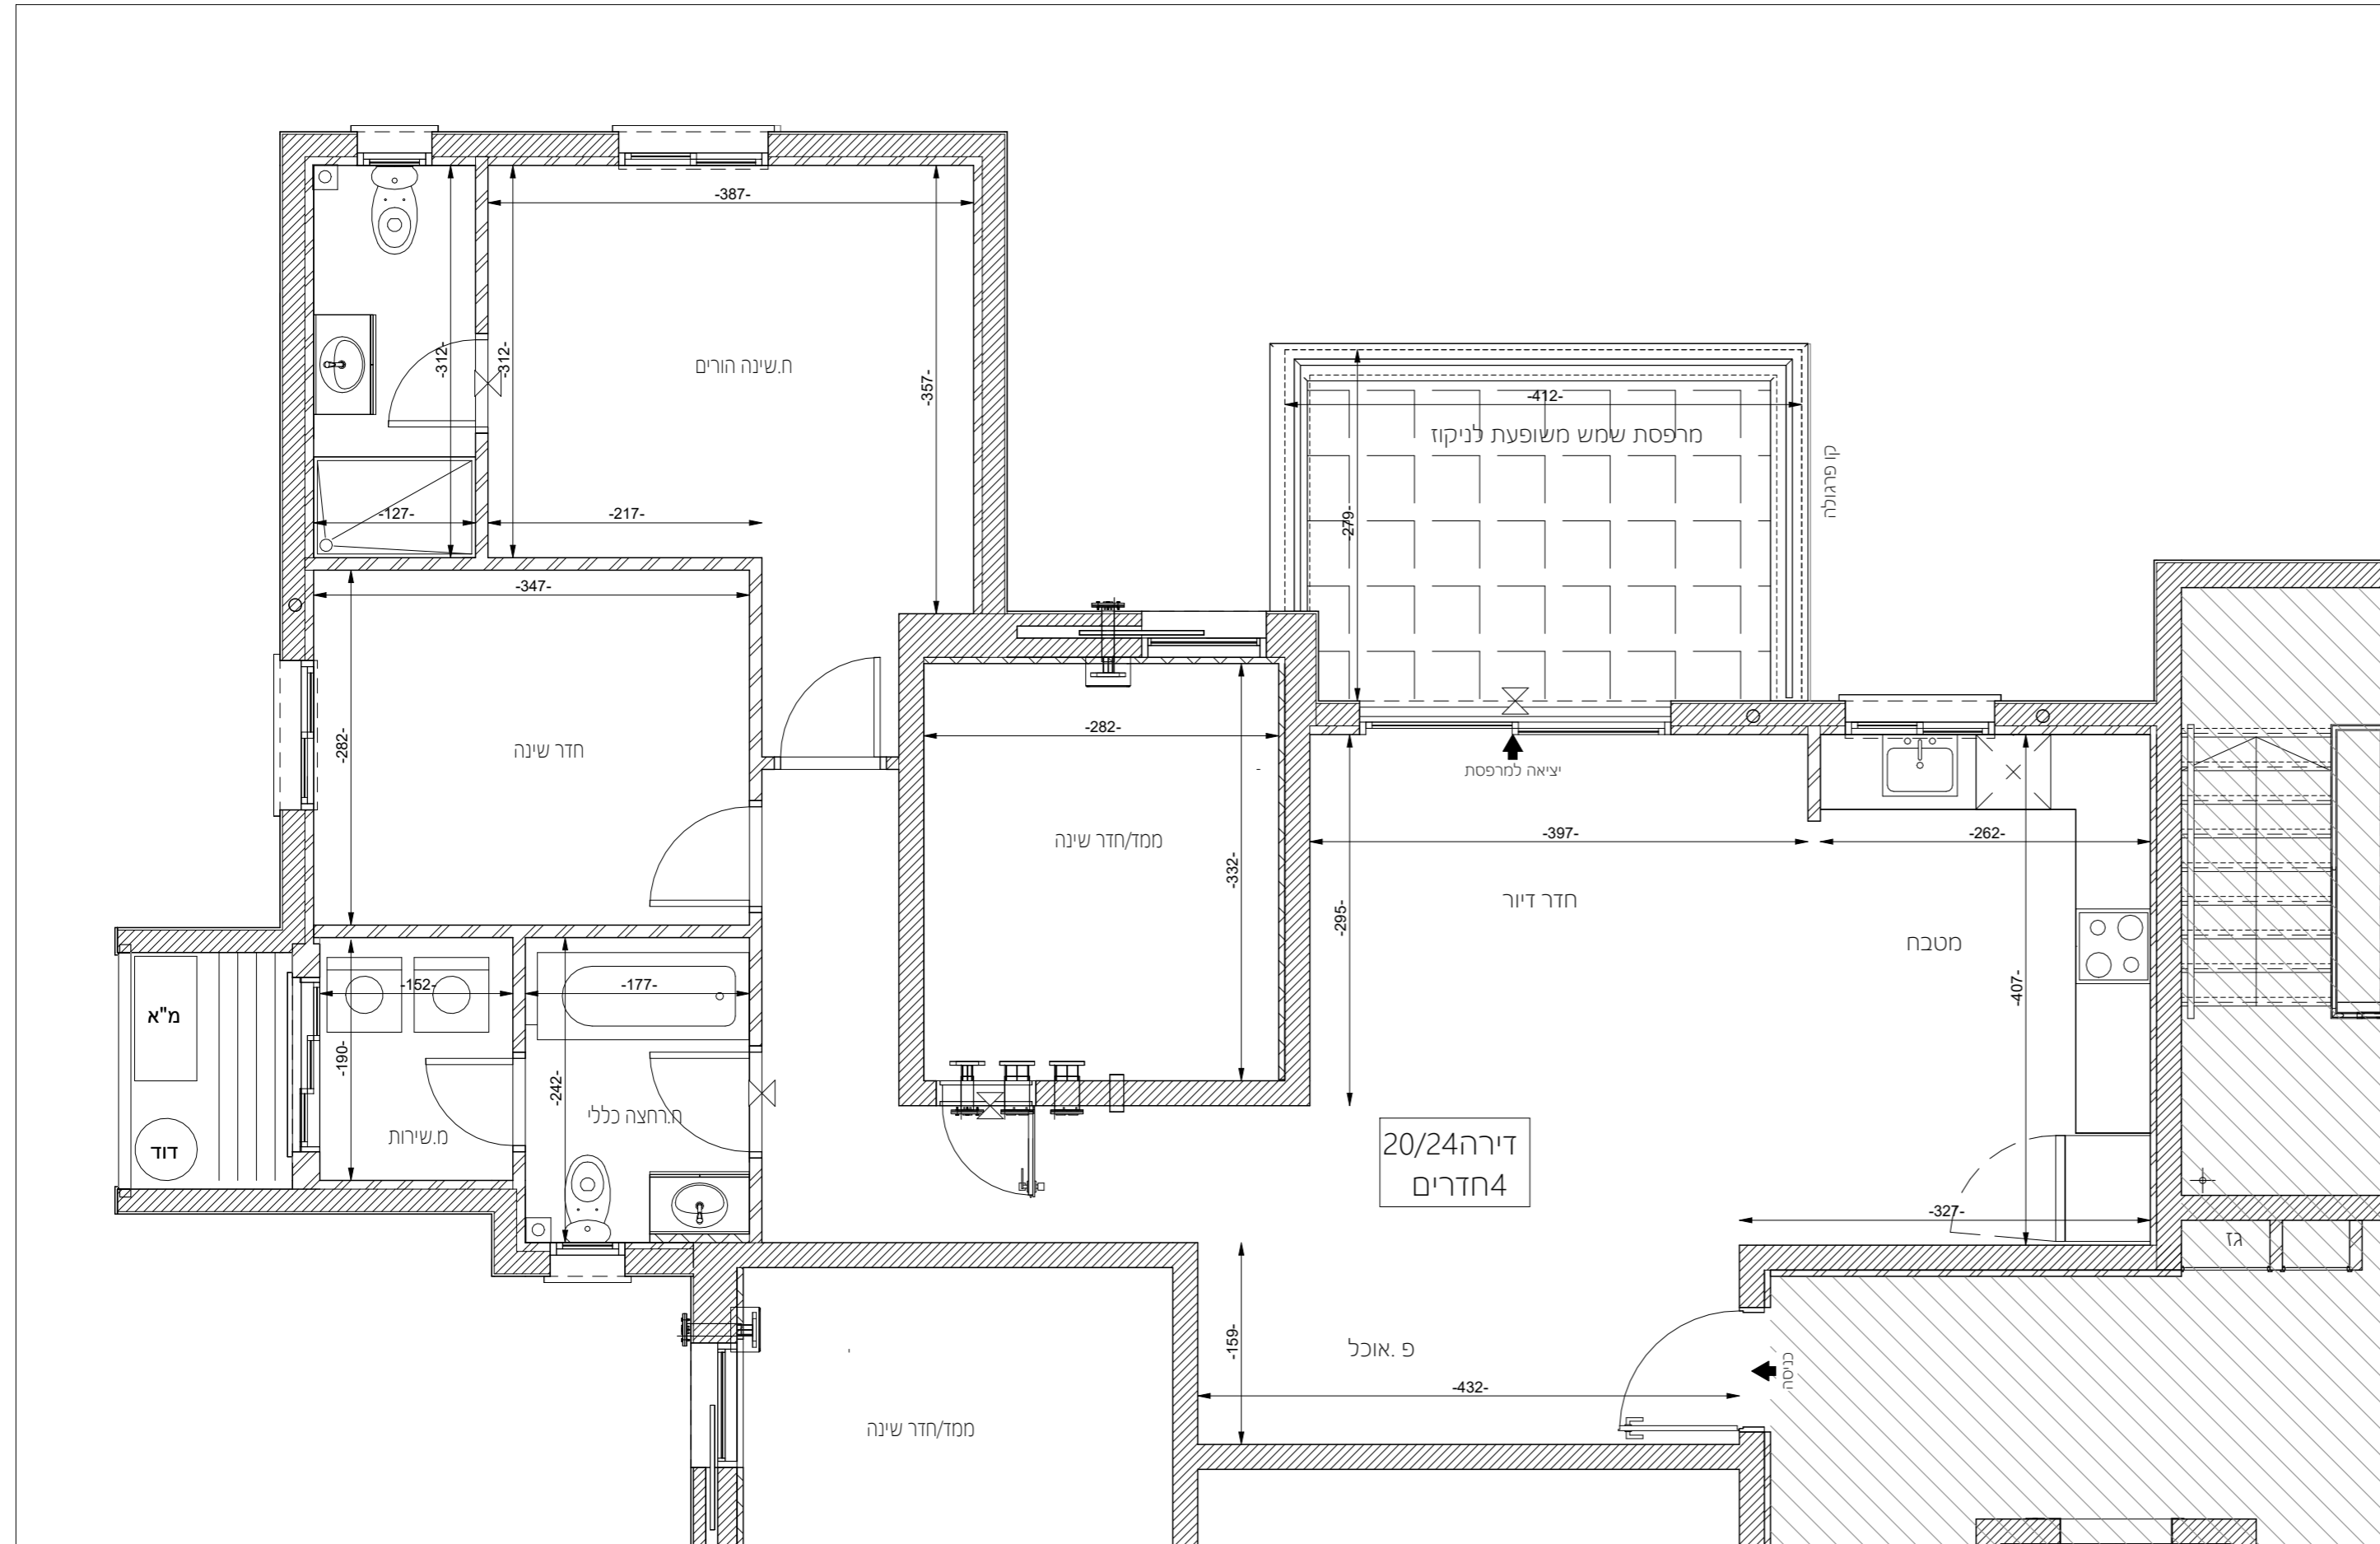 -387-
-312-
-312-
ח.שינה הורים
-357-
-412-
מרפסת שמש משופעת לניקוז
קו פרגולה
-279-
-127-
-217-
-347-
-282-
חדר שינה
-282-
ממד/חדר שינה
-332-
יציאה למרפסת
-397-
-262-
-295-
חדר דיור
מטבח
-407-
מ"א
-152-
-177-
-190-
-242-
ח.רחצה כללי
מ.שירות
דוד
דירה20/24
4חדרים
-327-
גז
-159-
פ .אוכל
כניסה
-432-
ממד/חדר שינה